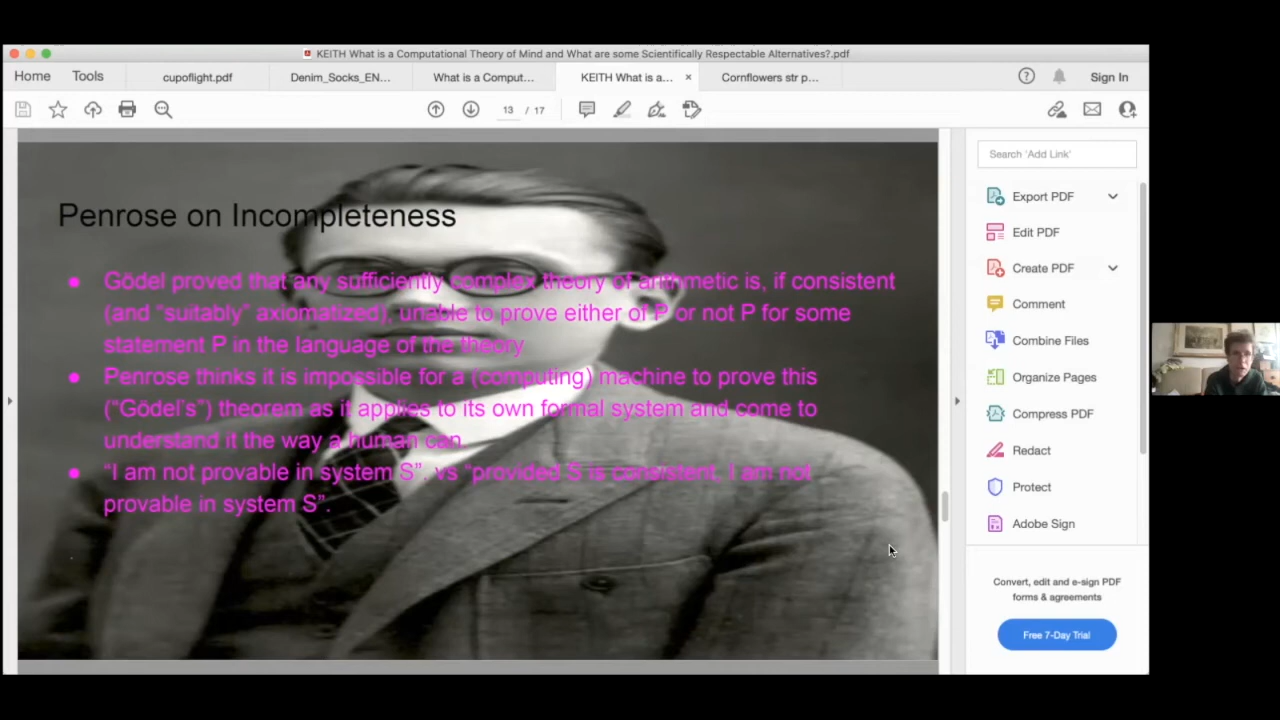 KEITH What is a Computational Theory of Mind and What are some Scientifically Respectable Alternatives?.pdf
Home Tools cupoflight.pdf Denim_Socks_EN... What is a Comput... KEITH What is a... × Cornflowers str p... Sign In
13 / 17
Search 'Add Link'
Export PDF
Edit PDF
Create PDF
Comment
Combine Files
Organize Pages
Compress PDF
Redact
Protect
Adobe Sign
Convert, edit and e-sign PDF
forms & agreements
Free 7-Day Trial
Penrose on Incompleteness
● Gödel proved that any sufficiently complex theory of arithmetic is, if consistent
(and “suitably” axiomatized), unable to prove either of P or not P for some
statement P in the language of the theory
● Penrose thinks it is impossible for a (computing) machine to prove this
(“Gödel’s”) theorem as it applies to its own formal system and come to
understand it the way a human can.
● “I am not provable in system S”. vs “provided S is consistent, I am not
provable in system S”.